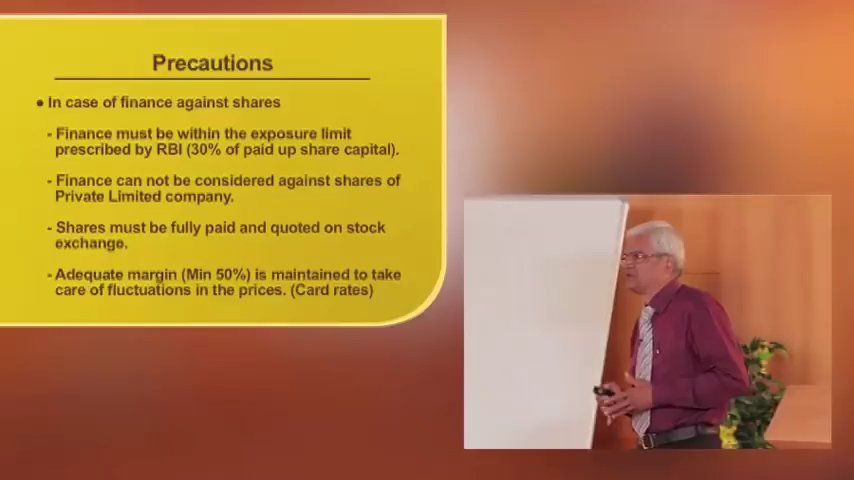 Precautions
● In case of finance against shares
- Finance must be within the exposure limit
prescribed by RBI (30% of paid up share capital).
- Finance can not be considered against shares of
Private Limited company.
- Shares must be fully paid and quoted on stock
exchange.
- Adequate margin (Min 50%) is maintained to take
care of fluctuations in the prices. (Card rates)